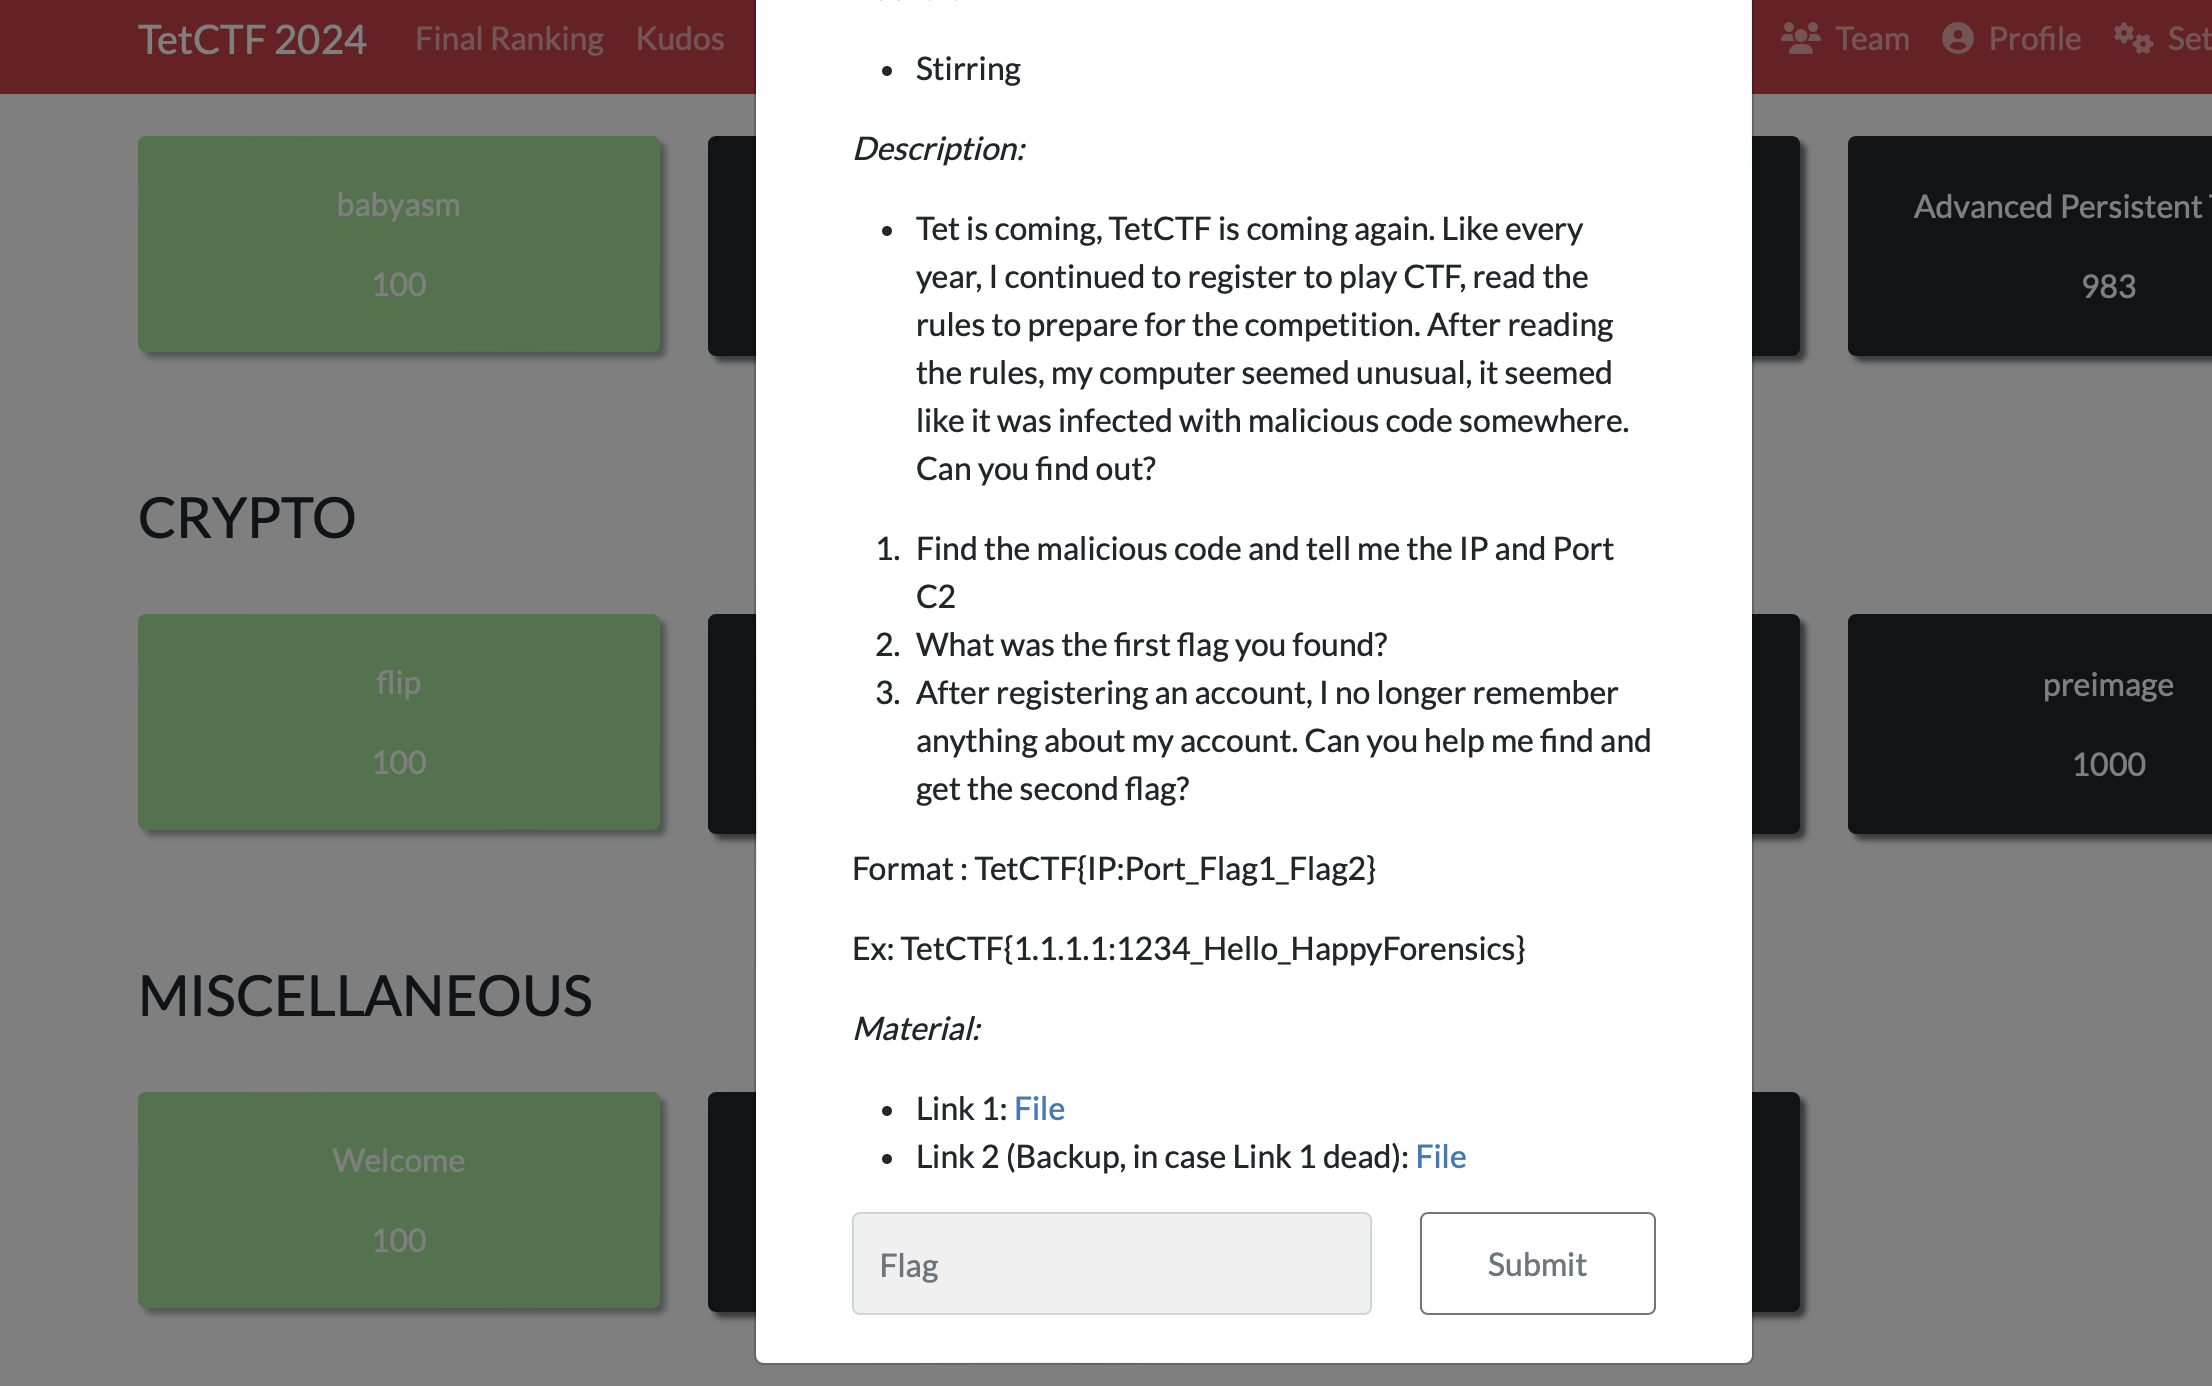 TetCTF 2024 Final Ranking Kudos Team Profile
Stirring
Description:
Tet is coming, TetCTF is coming again. Like every
year, I continued to register to play CTF, read the
rules to prepare for the competition. After reading
the rules, my computer seemed unusual, it seemed
like it was infected with malicious code somewhere.
Can you find out?
1. Find the malicious code and tell me the IP and Port
C2
2. What was the first flag you found?
3. After registering an account, I no longer remember
anything about my account. Can you help me find and
get the second flag?
Format : TetCTF{IP:Port_Flag1_Flag2}
Ex: TetCTF{1.1.1.1:1234_Hello_HappyForensics}
Material:
Link 1: File
Link 2 (Backup, in case Link 1 dead): File
Flag
Submit
babyasm
100
Advanced Persistent
983
CRYPTO
flip
100
preimage
1000
MISCELLANEOUS
Welcome
100